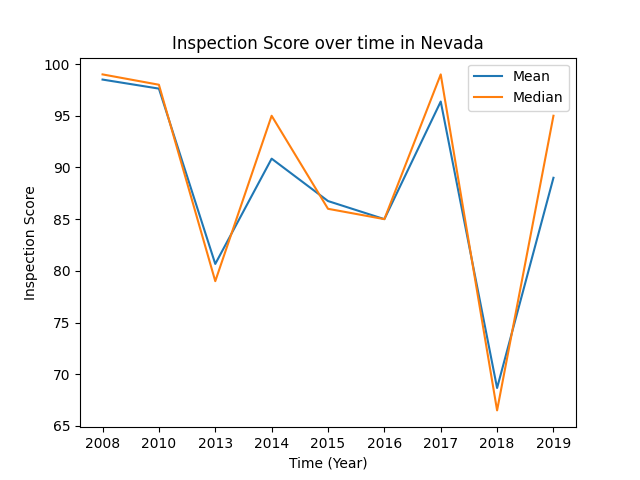 Inspection Score over time in Nevada
Mean
Median
Inspection Score
100
95
90
85
80
75
70
65
2008 2010 2013 2014 2015 2016 2017 2018 2019
Time (Year)